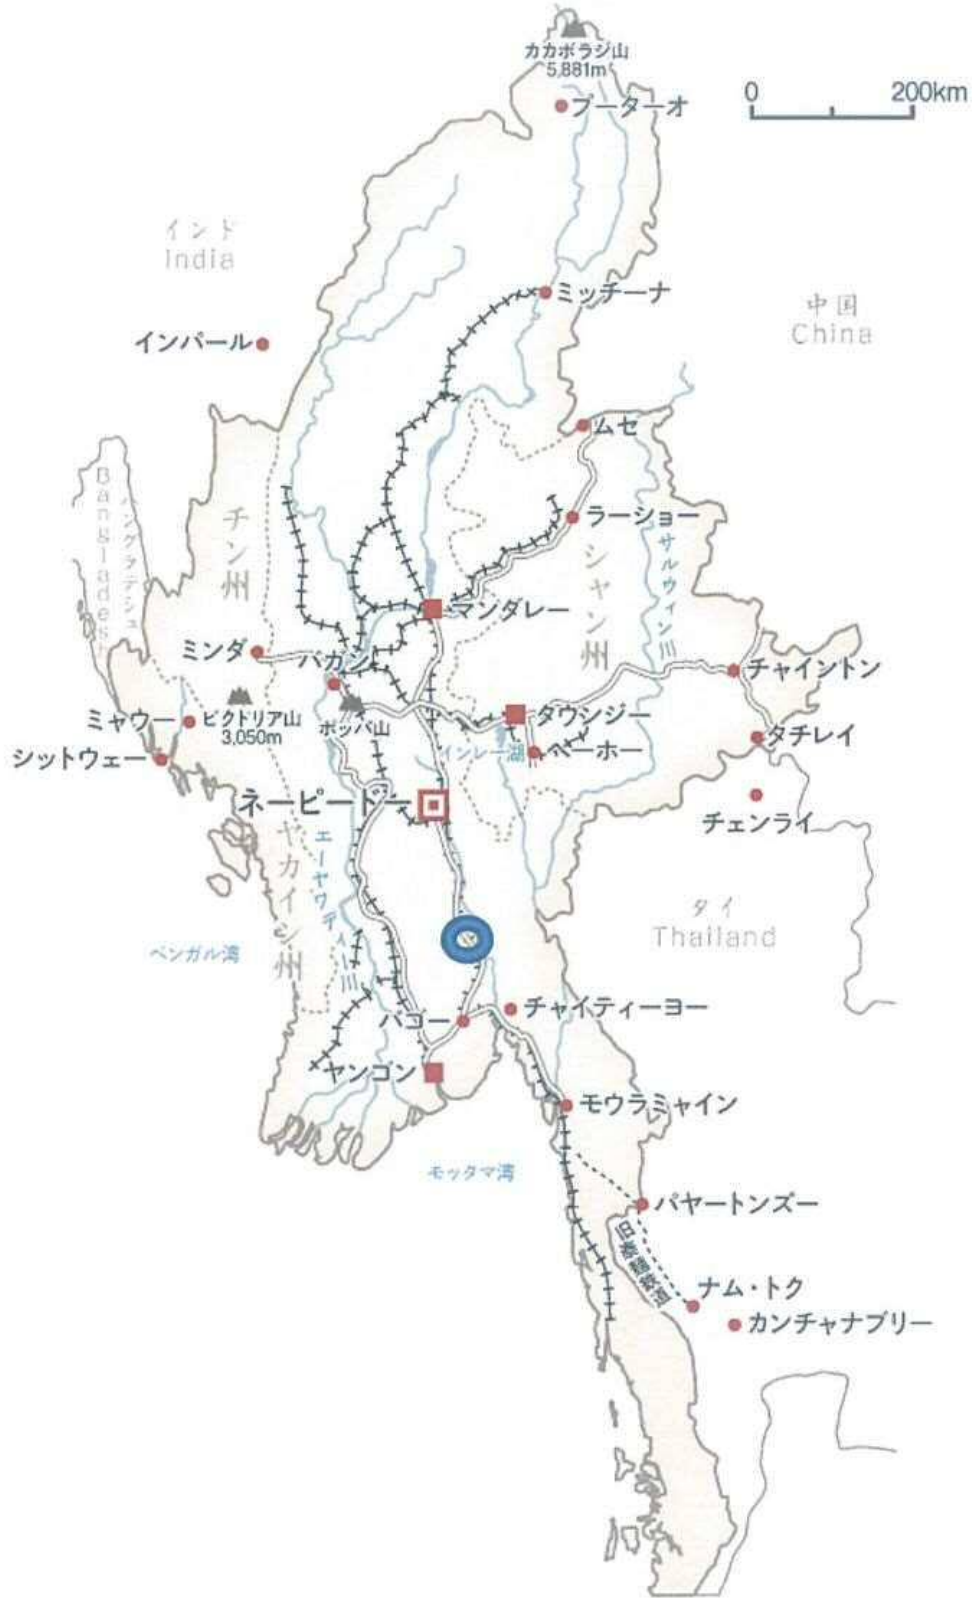 カカボラジ山
5,881m
プーターオ
0 200km
インド
India
ミッチーナ
中国
China
インパール
ムセ
Bangladesh
バングラデシュ
チン州
ラーショー
シャン州
サルウィン川
マンダレー
ミンダ
バガン
チャイントン
ミャウー
ビクトリア山
3,050m
ポッパ山
タウンジー
シットウェー
インレー湖
ヘーホー
タチレイ
ネーピードー
チェンライ
ヤカイン州
エーヤワディー川
タイ
Thailand
ベンガル湾
バゴー
チャイティーヨー
ヤンゴン
モウラミャイン
モッタマ湾
パヤートンズー
旧泰緬鉄道
ナム・トク
カンチャナブリー